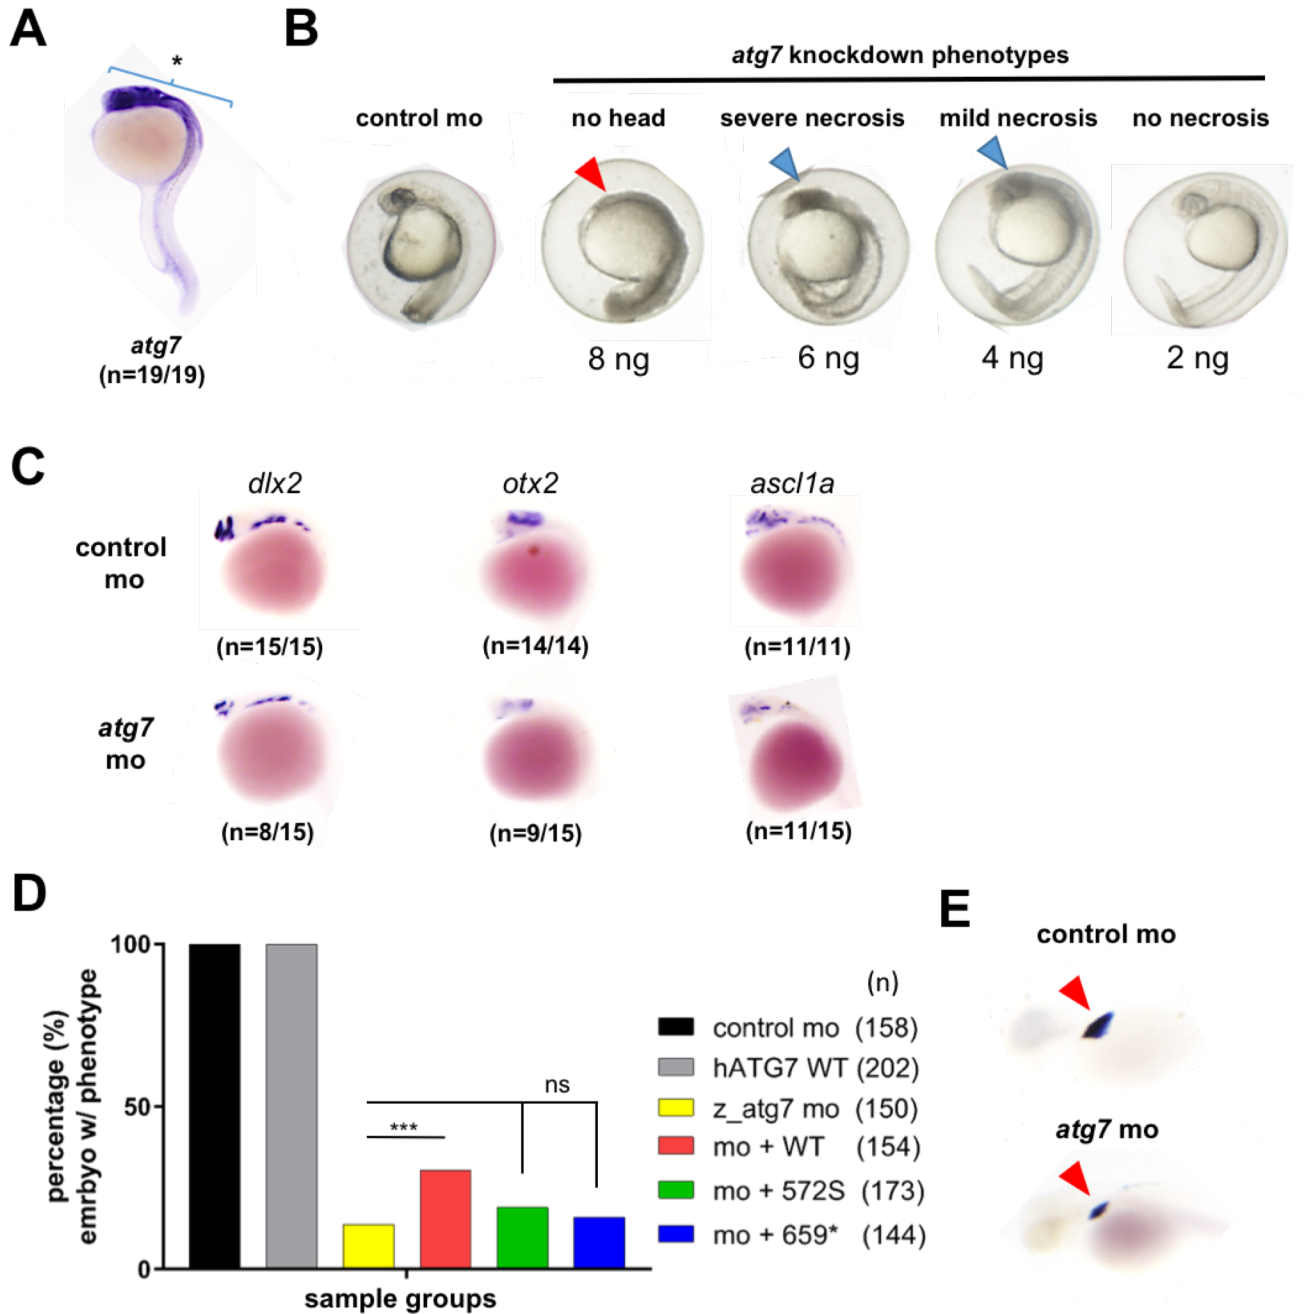 A
*
atg7
(n=19/19)
B
atg7 knockdown phenotypes
control mo
no head
severe necrosis
mild necrosis
no necrosis
8 ng
6 ng
4 ng
2 ng
C
dlx2
otx2
ascl1a
control
mo
(n=15/15)
(n=14/14)
(n=11/11)
atg7
mo
(n=8/15)
(n=9/15)
(n=11/15)
D
percentage (%)
emrbyo w/ phenotype
100
50
0
***
ns
sample groups
(n)
control mo (158)
hATG7 WT (202)
z_atg7 mo (150)
mo + WT (154)
mo + 572S (173)
mo + 659* (144)
E
control mo
atg7 mo